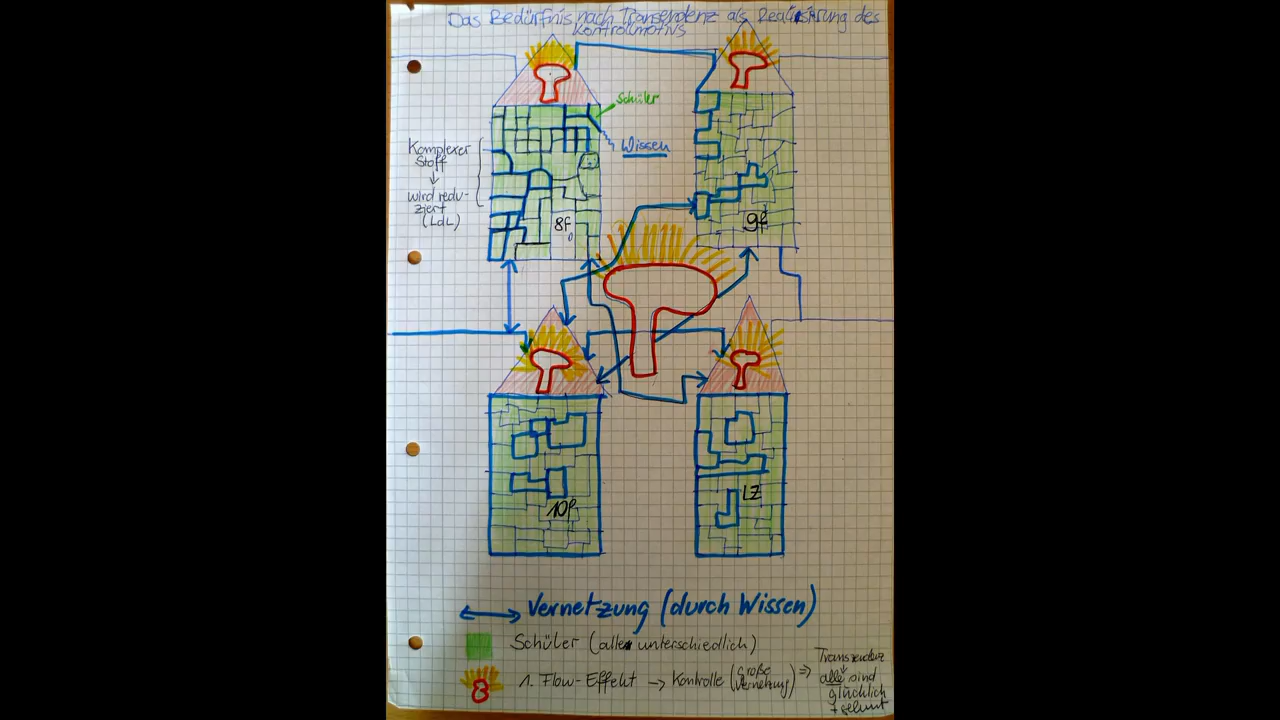 Das Bedürfnis nach Transzendenz als Realisierung des
Kontrollmotivs
Schüler
Wissen
Komplexer
Stoff
↓
wird redu-
ziert
(LdL)
8f
9f
10f
LZ
↔ Vernetzung (durch Wissen)
Schüler (alle unterschiedlich)
1. Flow-Effekt → Kontrolle (große Vernetzung) ⇒
Transzendenz
↓
alle sind
glücklich
+ gelernt